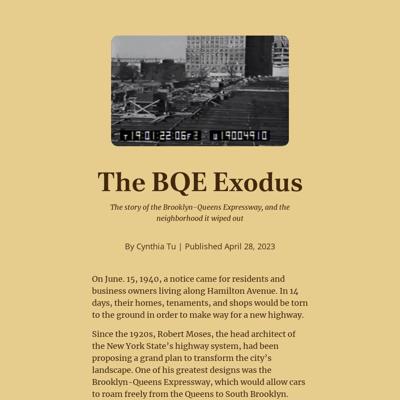 T19:01:22:06F2 W19004910
The BQE Exodus
The story of the Brooklyn-Queens Expressway, and the
neighborhood it wiped out
By Cynthia Tu | Published April 28, 2023
On June. 15, 1940, a notice came for residents and
business owners living along Hamilton Avenue. In 14
days, their homes, tenaments, and shops would be torn
to the ground in order to make way for a new highway.
Since the 1920s, Robert Moses, the head architect of
the New York State's highway system, had been
proposing a grand plan to transform the city's
landscape. One of his greatest designs was the
Brooklyn-Queens Expressway, which would allow cars
to roam freely from the Queens to South Brooklyn.